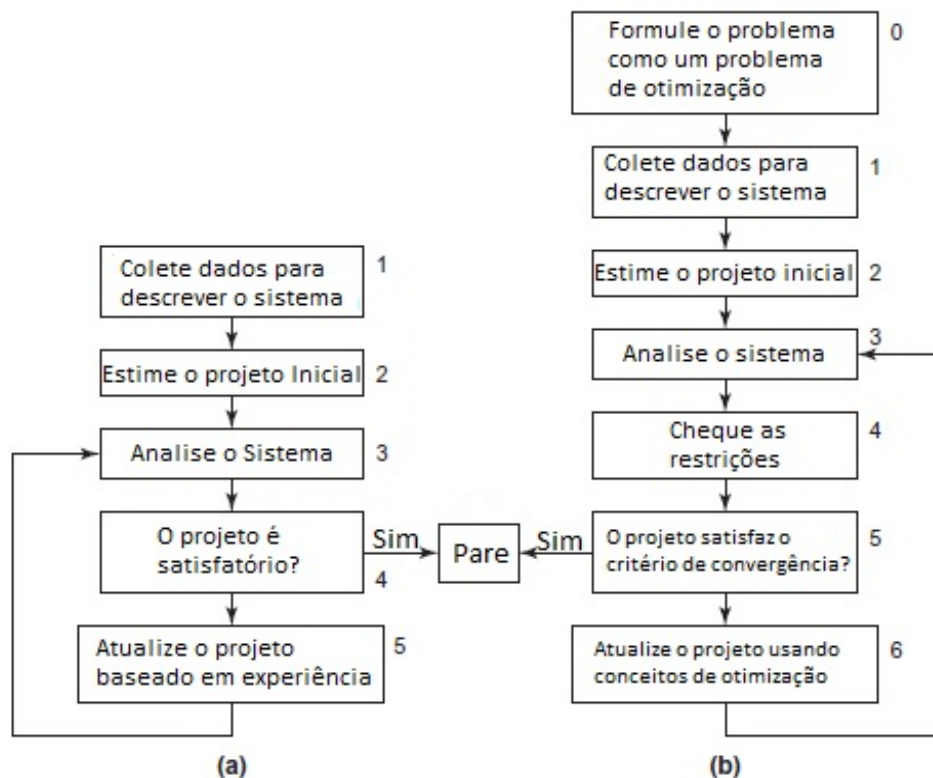 Colete dados para
descrever o sistema
1
Estime o projeto Inicial
2
Analise o Sistema
3
O projeto é
satisfatório?
4
Sim
Atualize o projeto
baseado em experiência
5
(a)
Pare
Formule o problema
como um problema
de otimização
0
Colete dados para
descrever o sistema
1
Estime o projeto inicial
2
Analise o sistema
3
Cheque as
restrições
4
O projeto satisfaz o
critério de convergência?
5
Sim
Atualize o projeto usando
conceitos de otimização
6
(b)